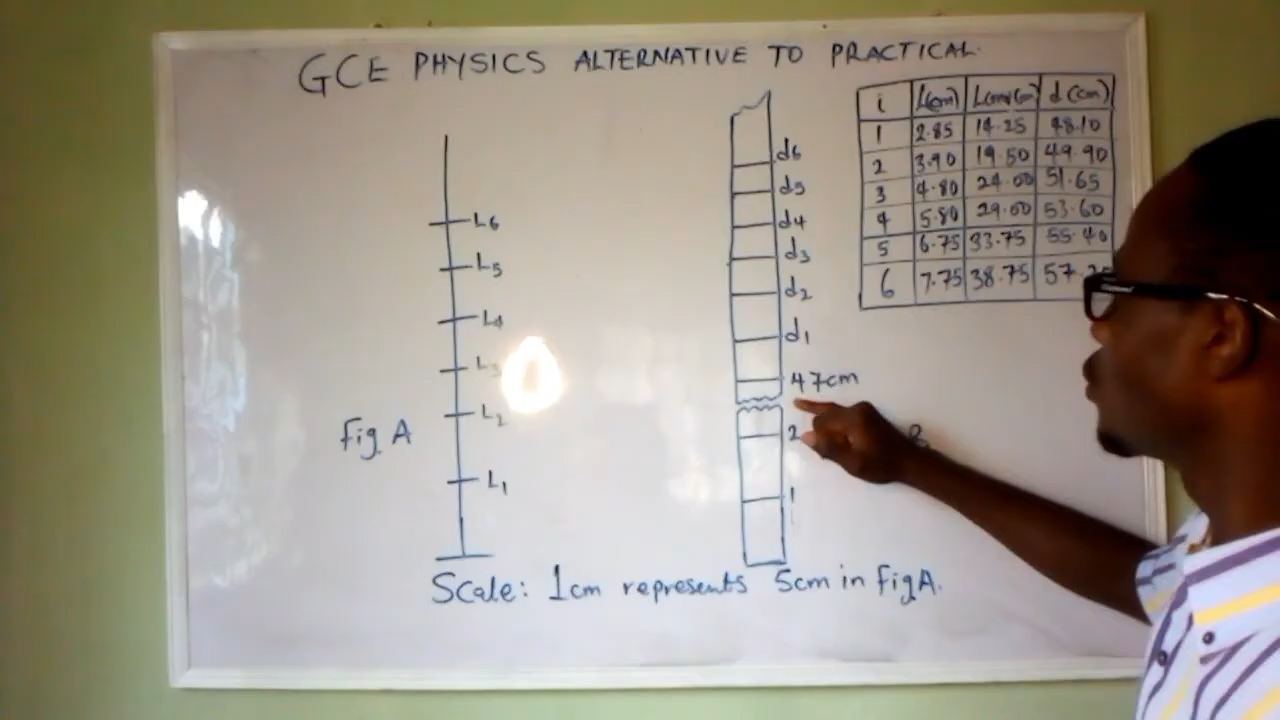 GCE PHYSICS ALTERNATIVE TO PRACTICAL.
i L(cm) d (cm)
1 2.85 14.25 48.10
2 3.90 19.50 49.90
3 4.80 24.00 51.65
4 5.80 29.00 53.60
5 6.75 33.75 55.40
6 7.75 38.75
L6
L5
L4
L3
L2
L1
Fig A
d6
d5
d4
d3
d2
d1
47cm
2
1
Scale: 1cm represents 5cm in Fig A.